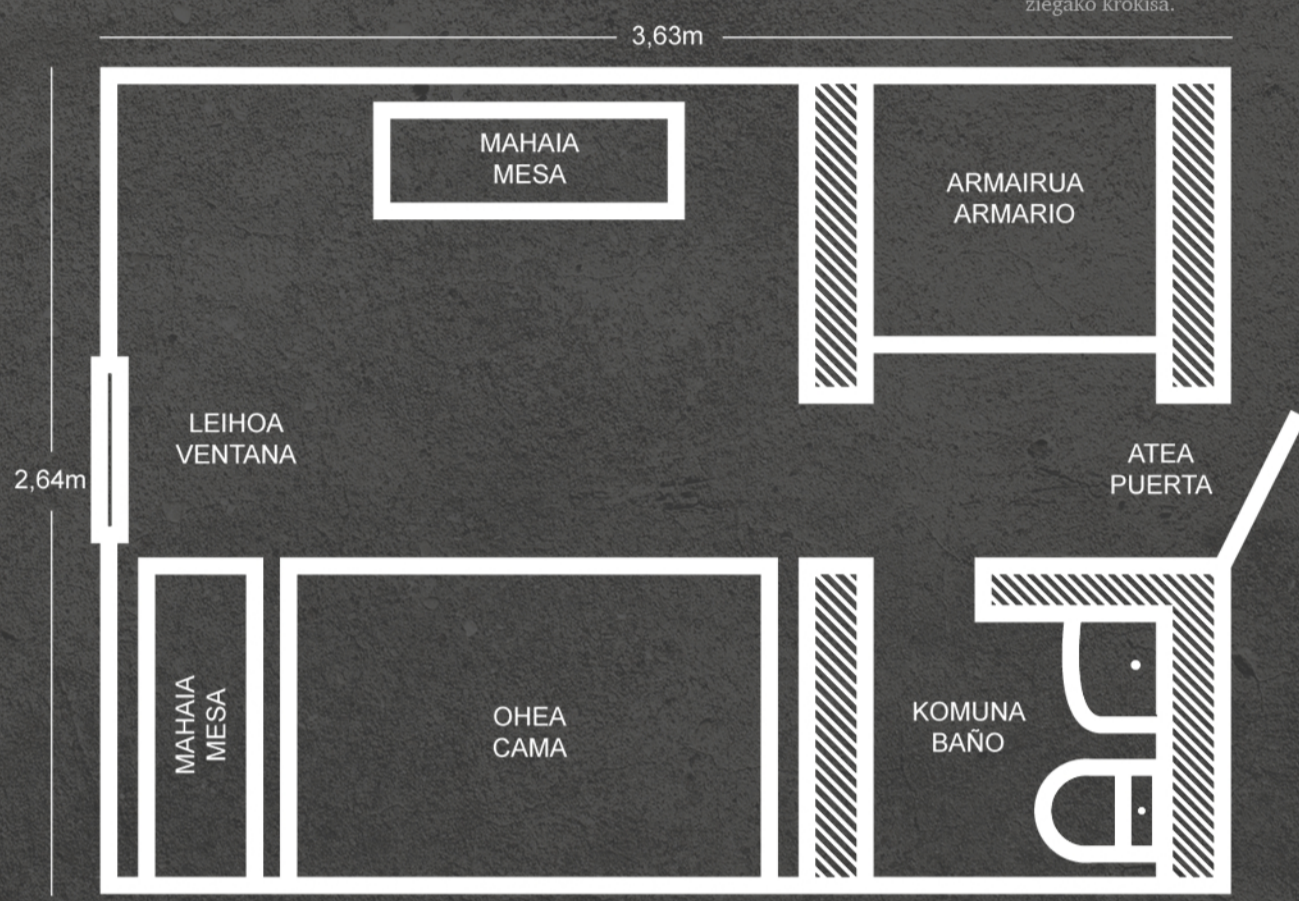 ziegako krokisa.
3,63m
MAHAIA
MESA
ARMAIRUA
ARMARIO
LEIHOA
VENTANA
2,64m
ATEA
PUERTA
MAHAIA
MESA
OHEA
CAMA
KOMUNA
BAÑO